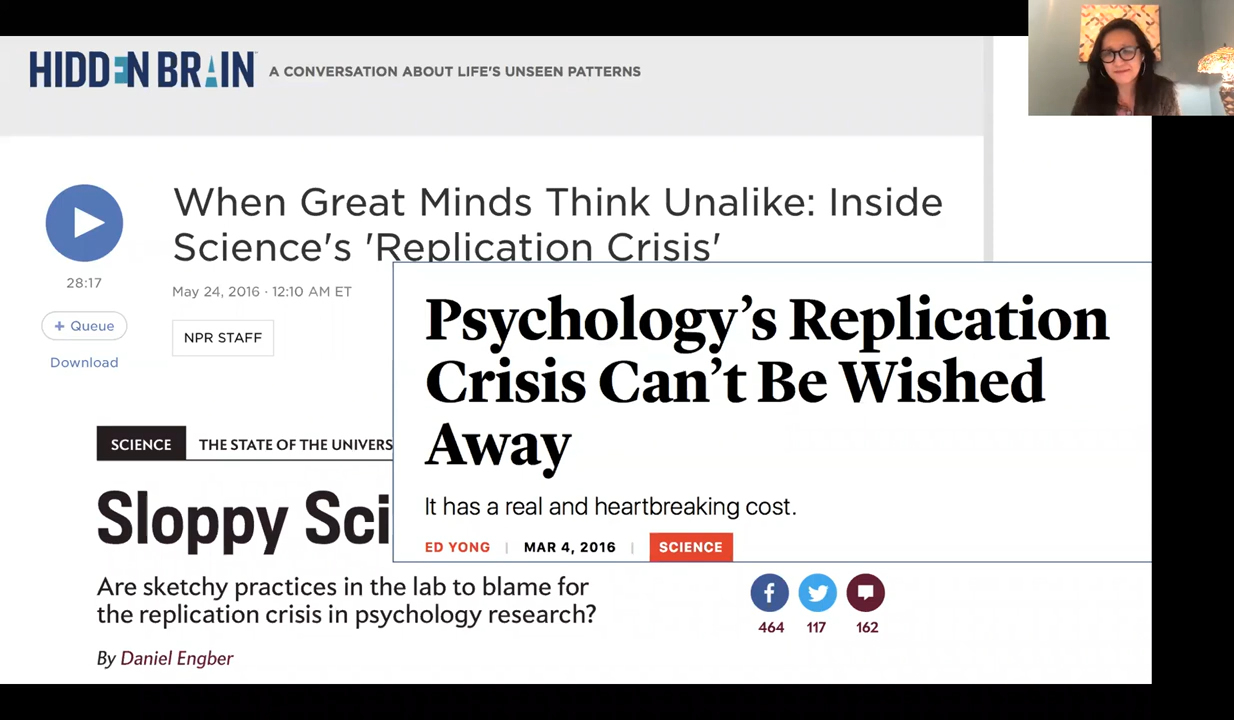 HIDDEN BRAIN A CONVERSATION ABOUT LIFE'S UNSEEN PATTERNS
When Great Minds Think Unalike: Inside
Science's 'Replication Crisis'
28:17
May 24, 2016 · 12:10 AM ET
+ Queue
NPR STAFF
Download
Psychology's Replication
Crisis Can't Be Wished
Away
It has a real and heartbreaking cost.
ED YONG | MAR 4, 2016 | SCIENCE
SCIENCE THE STATE OF THE UNIVERS
Sloppy Sci
Are sketchy practices in the lab to blame for
the replication crisis in psychology research?
464 117 162
By Daniel Engber